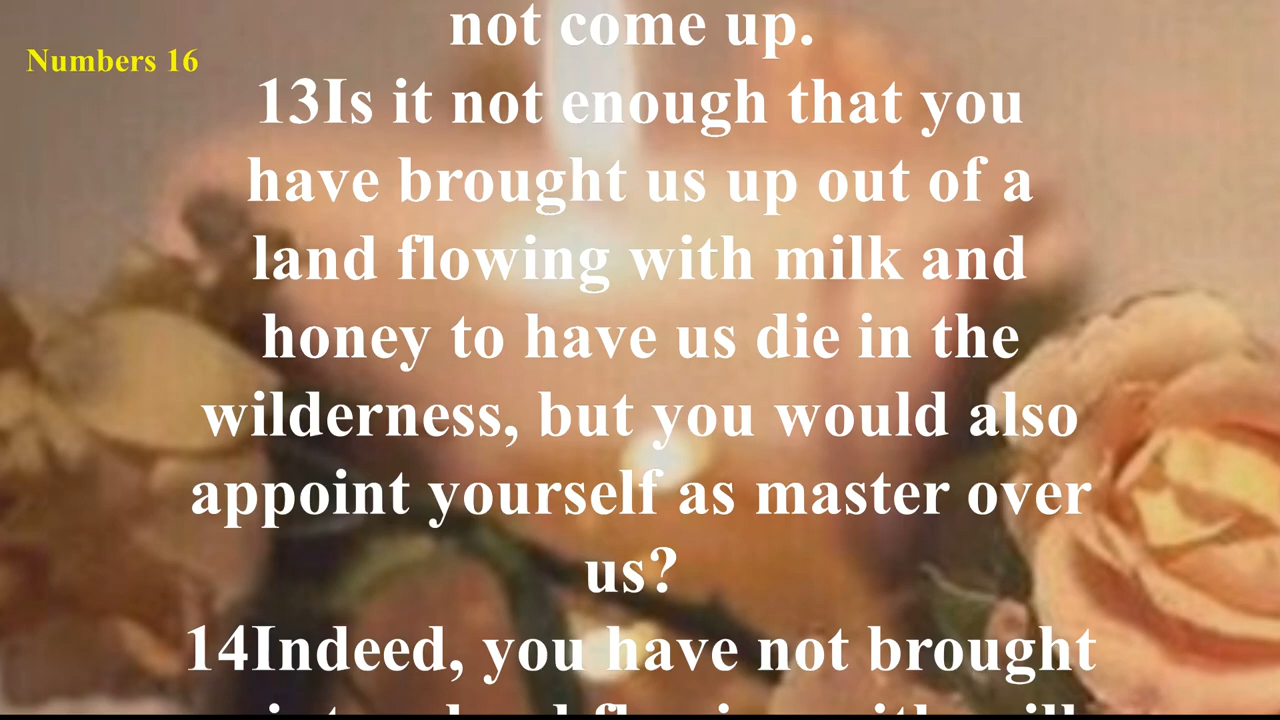 not come up.
Numbers 16
13Is it not enough that you
have brought us up out of a
land flowing with milk and
honey to have us die in the
wilderness, but you would also
appoint yourself as master over
us?
14Indeed, you have not brought